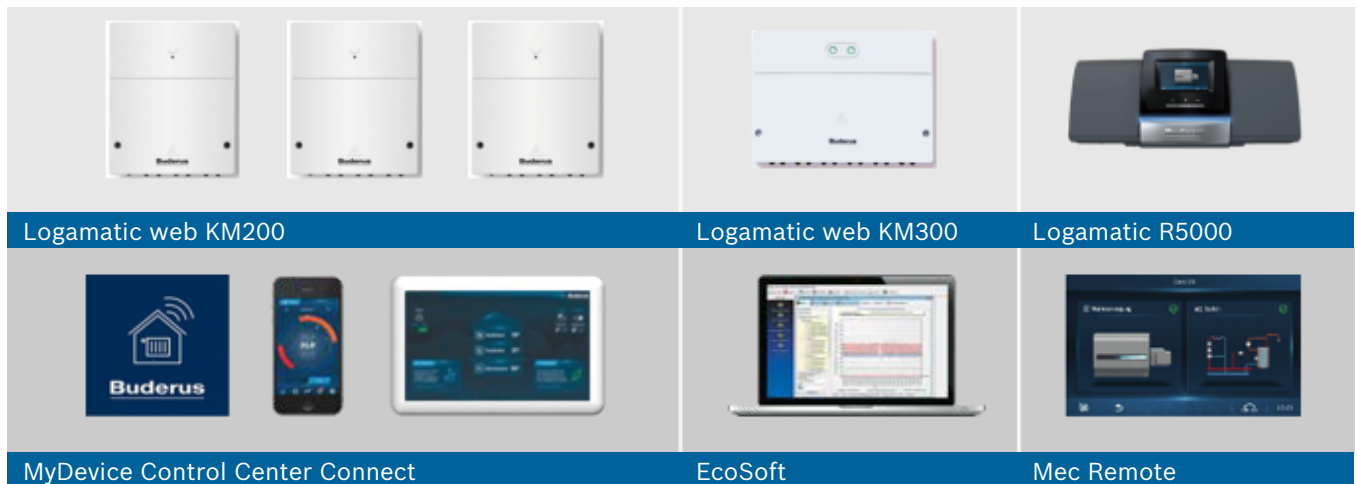 Buderus
Buderus
Buderus
Buderus
Logamatic web KM200
Logamatic web KM300
Logamatic R5000
Buderus
MyDevice Control Center Connect
EcoSoft
Mec Remote